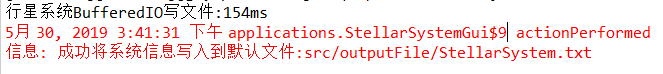 行星系统BufferedIO写文件:154ms
5月 30, 2019 3:41:31 下午 applications.StellarSystemGui$9 actionPerformed
信息: 成功将系统信息写入到默认文件:src/outputFile/StellarSystem.txt